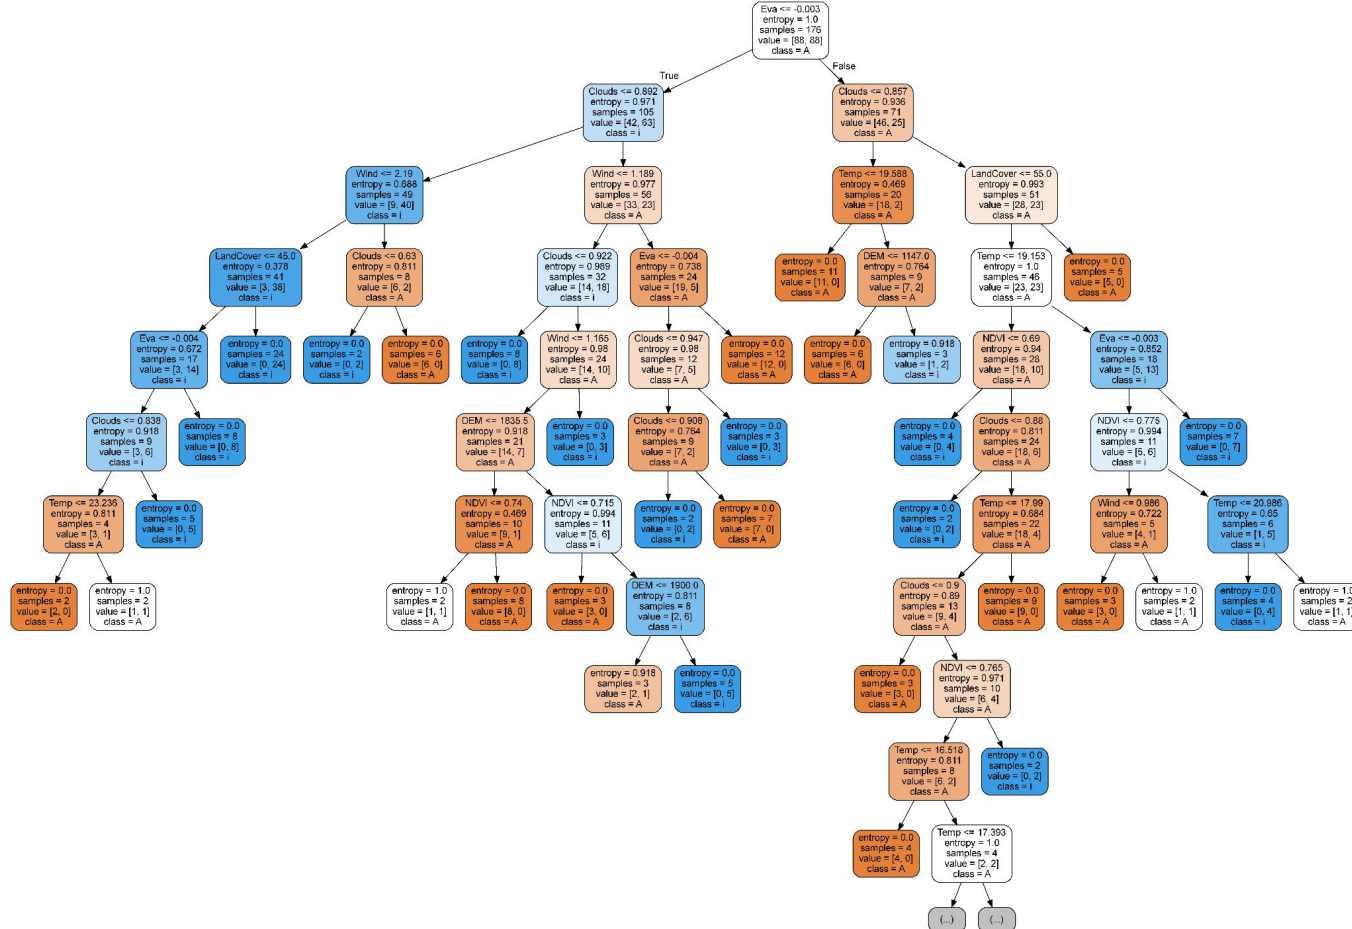 Eva <= -0.003
entropy = 1.0
samples = 176
value = [88, 88]
class = A
True
False
Clouds <= 0.892
entropy = 0.971
samples = 105
value = [42, 63]
class = i
Clouds <= 0.857
entropy = 0.936
samples = 71
value = [46, 25]
class = A
Wind <= 2.19
entropy = 0.688
samples = 49
value = [9, 40]
class = i
Wind <= 1.189
entropy = 0.977
samples = 56
value = [33, 23]
class = A
Temp <= 19.588
entropy = 0.469
samples = 20
value = [18, 2]
class = A
LandCover <= 55.0
entropy = 0.993
samples = 51
value = [28, 23]
class = A
LandCover <= 45.0
entropy = 0.378
samples = 41
value = [3, 38]
class = i
Clouds <= 0.63
entropy = 0.811
samples = 8
value = [6, 2]
class = A
Clouds <= 0.922
entropy = 0.989
samples = 32
value = [14, 18]
class = i
Eva <= -0.004
entropy = 0.738
samples = 24
value = [19, 5]
class = A
entropy = 0.0
samples = 11
value = [11, 0]
class = A
DEM <= 1147.0
entropy = 0.764
samples = 9
value = [7, 2]
class = A
Temp <= 19.153
entropy = 1.0
samples = 46
value = [23, 23]
class = A
entropy = 0.0
samples = 5
value = [5, 0]
class = A
Eva <= -0.004
entropy = 0.672
samples = 17
value = [3, 14]
class = i
entropy = 0.0
samples = 24
value = [0, 24]
class = i
entropy = 0.0
samples = 2
value = [0, 2]
class = i
entropy = 0.0
samples = 6
value = [6, 0]
class = A
entropy = 0.0
samples = 8
value = [0, 8]
class = i
Wind <= 1.165
entropy = 0.98
samples = 24
value = [14, 10]
class = A
Clouds <= 0.947
entropy = 0.98
samples = 12
value = [7, 5]
class = A
entropy = 0.0
samples = 12
value = [12, 0]
class = A
entropy = 0.0
samples = 6
value = [6, 0]
class = A
entropy = 0.918
samples = 3
value = [1, 2]
class = i
NDVI <= 0.69
entropy = 0.94
samples = 28
value = [18, 10]
class = A
Eva <= -0.003
entropy = 0.852
samples = 18
value = [5, 13]
class = i
Clouds <= 0.838
entropy = 0.918
samples = 9
value = [3, 6]
class = i
entropy = 0.0
samples = 8
value = [0, 8]
class = i
DEM <= 1835.5
entropy = 0.918
samples = 21
value = [14, 7]
class = A
entropy = 0.0
samples = 3
value = [0, 3]
class = i
Clouds <= 0.908
entropy = 0.764
samples = 9
value = [7, 2]
class = A
entropy = 0.0
samples = 3
value = [0, 3]
class = i
entropy = 0.0
samples = 4
value = [0, 4]
class = i
Clouds <= 0.88
entropy = 0.811
samples = 24
value = [18, 6]
class = A
NDVI <= 0.775
entropy = 0.994
samples = 11
value = [5, 6]
class = i
entropy = 0.0
samples = 7
value = [0, 7]
class = i
Temp <= 23.236
entropy = 0.811
samples = 4
value = [3, 1]
class = A
entropy = 0.0
samples = 5
value = [0, 5]
class = i
NDVI <= 0.74
entropy = 0.469
samples = 10
value = [9, 1]
class = A
NDVI <= 0.715
entropy = 0.994
samples = 11
value = [5, 6]
class = i
entropy = 0.0
samples = 2
value = [0, 2]
class = i
entropy = 0.0
samples = 7
value = [7, 0]
class = A
entropy = 0.0
samples = 2
value = [0, 2]
class = i
Temp <= 17.99
entropy = 0.684
samples = 22
value = [18, 4]
class = A
Wind <= 0.986
entropy = 0.722
samples = 5
value = [4, 1]
class = A
Temp <= 20.986
entropy = 0.65
samples = 6
value = [1, 5]
class = i
entropy = 0.0
samples = 2
value = [2, 0]
class = A
entropy = 1.0
samples = 2
value = [1, 1]
class = A
entropy = 1.0
samples = 2
value = [1, 1]
class = A
entropy = 0.0
samples = 8
value = [8, 0]
class = A
entropy = 0.0
samples = 3
value = [3, 0]
class = A
DEM <= 1900.0
entropy = 0.811
samples = 8
value = [2, 6]
class = i
Clouds <= 0.9
entropy = 0.89
samples = 13
value = [9, 4]
class = A
entropy = 0.0
samples = 9
value = [9, 0]
class = A
entropy = 0.0
samples = 3
value = [3, 0]
class = A
entropy = 1.0
samples = 2
value = [1, 1]
class = A
entropy = 0.0
samples = 4
value = [0, 4]
class = i
entropy = 1.0
samples = 2
value = [1, 1]
class = A
entropy = 0.918
samples = 3
value = [2, 1]
class = A
entropy = 0.0
samples = 5
value = [0, 5]
class = i
entropy = 0.0
samples = 3
value = [3, 0]
class = A
NDVI <= 0.765
entropy = 0.971
samples = 10
value = [6, 4]
class = A
Temp <= 16.518
entropy = 0.811
samples = 8
value = [6, 2]
class = A
entropy = 0.0
samples = 2
value = [0, 2]
class = i
entropy = 0.0
samples = 4
value = [4, 0]
class = A
Temp <= 17.393
entropy = 1.0
samples = 4
value = [2, 2]
class = A
(...)
(...)